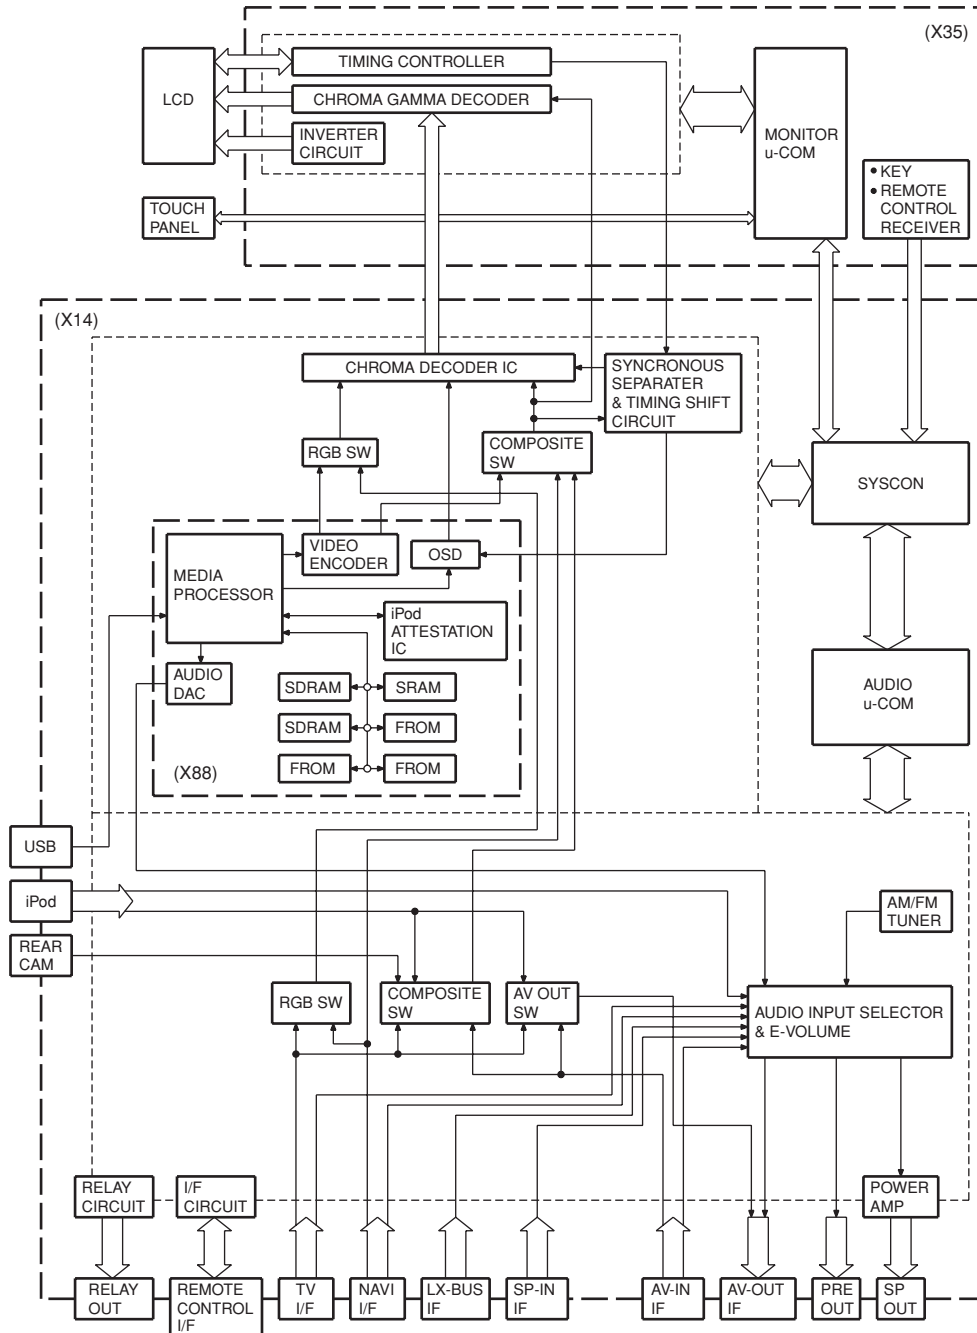 (X35)
TIMING CONTROLLER
LCD
CHROMA GAMMA DECODER
INVERTER
CIRCUIT
MONITOR
u-COM
• KEY
• REMOTE
CONTROL
RECEIVER
TOUCH
PANEL
(X14)
CHROMA DECODER IC
SYNCRONOUS
SEPARATER
& TIMING SHIFT
CIRCUIT
RGB SW
COMPOSITE
SW
SYSCON
MEDIA
PROCESSOR
VIDEO
ENCODER
OSD
iPod
ATTESTATION
IC
AUDIO
DAC
SDRAM
SRAM
SDRAM
FROM
FROM
FROM
(X88)
AUDIO
u-COM
USB
iPod
REAR
CAM
AM/FM
TUNER
RGB SW
COMPOSITE
SW
AV OUT
SW
AUDIO INPUT SELECTOR
& E-VOLUME
RELAY
CIRCUIT
I/F
CIRCUIT
POWER
AMP
RELAY
OUT
REMOTE
CONTROL
I/F
TV
I/F
NAVI
I/F
LX-BUS
IF
SP-IN
IF
AV-IN
IF
AV-OUT
IF
PRE
OUT
SP
OUT